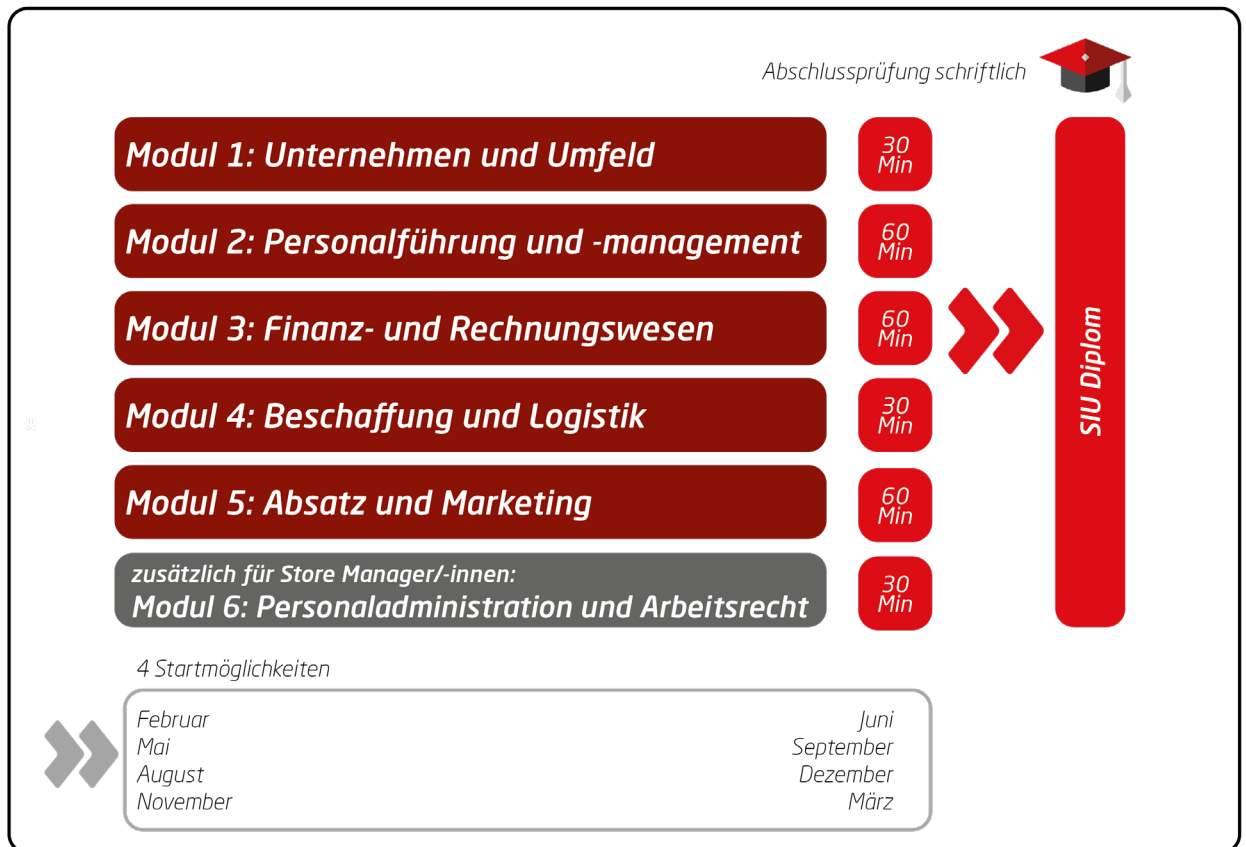 Abschlussprüfung schriftlich
Modul 1: Unternehmen und Umfeld
30
Min
Modul 2: Personalführung und -management
60
Min
Modul 3: Finanz- und Rechnungswesen
60
Min
Modul 4: Beschaffung und Logistik
30
Min
Modul 5: Absatz und Marketing
60
Min
zusätzlich für Store Manager/-innen:
Modul 6: Personaladministration und Arbeitsrecht
30
Min
SIU Diplom
4 Startmöglichkeiten
Februar Juni
Mai September
August Dezember
November März